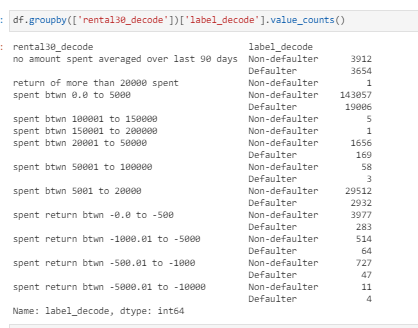 : df.groupby(['rental30_decode'])['label_decode'].value_counts()
: rental30_decode label_decode
no amount spent averaged over last 90 days Non-defaulter 3912
Defaulter 3654
return of more than 20000 spent Non-defaulter 1
spent btwn 0.0 to 5000 Non-defaulter 143057
Defaulter 19006
spent btwn 100001 to 150000 Non-defaulter 5
spent btwn 150001 to 200000 Non-defaulter 1
spent btwn 20001 to 50000 Non-defaulter 1656
Defaulter 169
spent btwn 50001 to 100000 Non-defaulter 58
Defaulter 3
spent btwn 5001 to 20000 Non-defaulter 29512
Defaulter 2932
spent return btwn -0.0 to -500 Non-defaulter 3977
Defaulter 283
spent return btwn -1000.01 to -5000 Non-defaulter 514
Defaulter 64
spent return btwn -500.01 to -1000 Non-defaulter 727
Defaulter 47
spent return btwn -5000.01 to -10000 Non-defaulter 11
Defaulter 4
Name: label_decode, dtype: int64